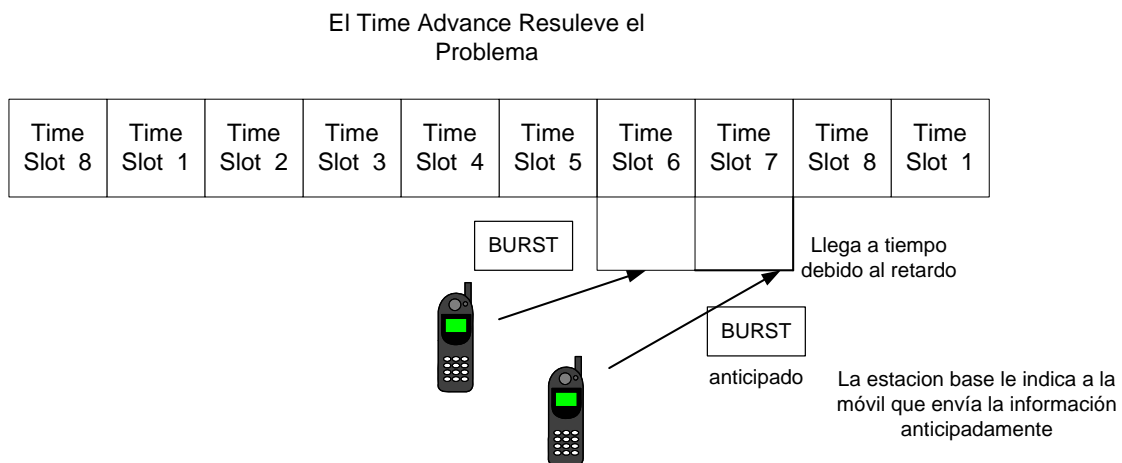 El Time Advance Resuleve el
Problema
Time Slot 8
Time Slot 1
Time Slot 2
Time Slot 3
Time Slot 4
Time Slot 5
Time Slot 6
Time Slot 7
Time Slot 8
Time Slot 1
BURST
Llega a tiempo
debido al retardo
BURST
anticipado
La estacion base le indica a la
móvil que envía la información
anticipadamente